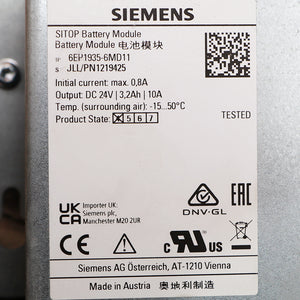 SIEMENS
SITOP Battery Module
Battery Module 电池模块
1P 6EP1935-6MD11
S JLL/PN1219425
Initial current: max. 0,8A
Output: DC 24V | 3,2Ah | 10A
Temp. (surrounding air): -15...50°C
Product State: X 5 6 7
TESTED
UK CA
Importer UK:
Siemens plc,
Manchester M20 2UR
DNV·GL
EAC
CE
c RU us
Siemens AG Österreich, AT-1210 Vienna
Made in Austria 奥地利制造